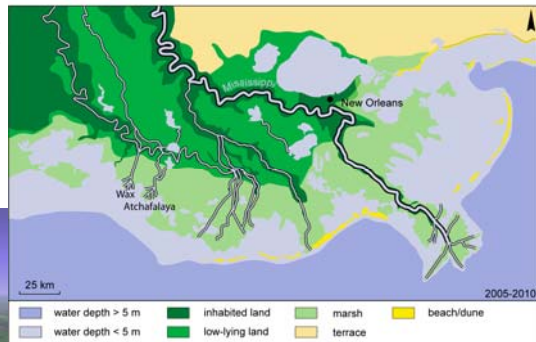 Mississippi
New Orleans
Wax
Atchafalaya
25 km
2005-2010
water depth > 5 m
inhabited land
marsh
beach/dune
water depth < 5 m
low-lying land
terrace